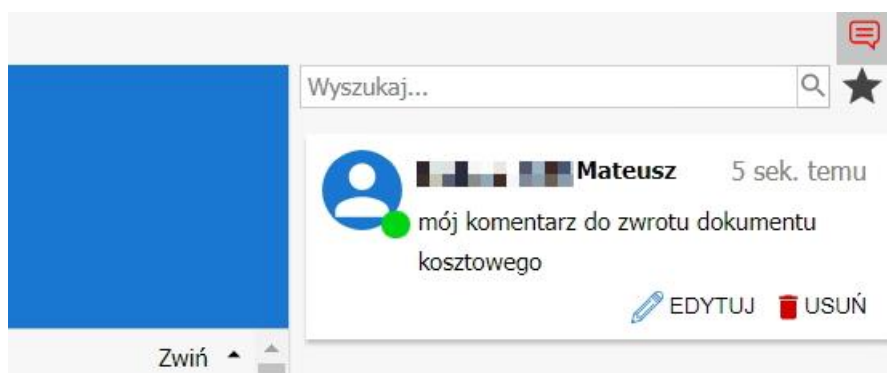 Wyszukaj...
Mateusz 5 sek. temu
mój komentarz do zwrotu dokumentu
kosztowego
EDYTUJ USUŃ
Zwiń